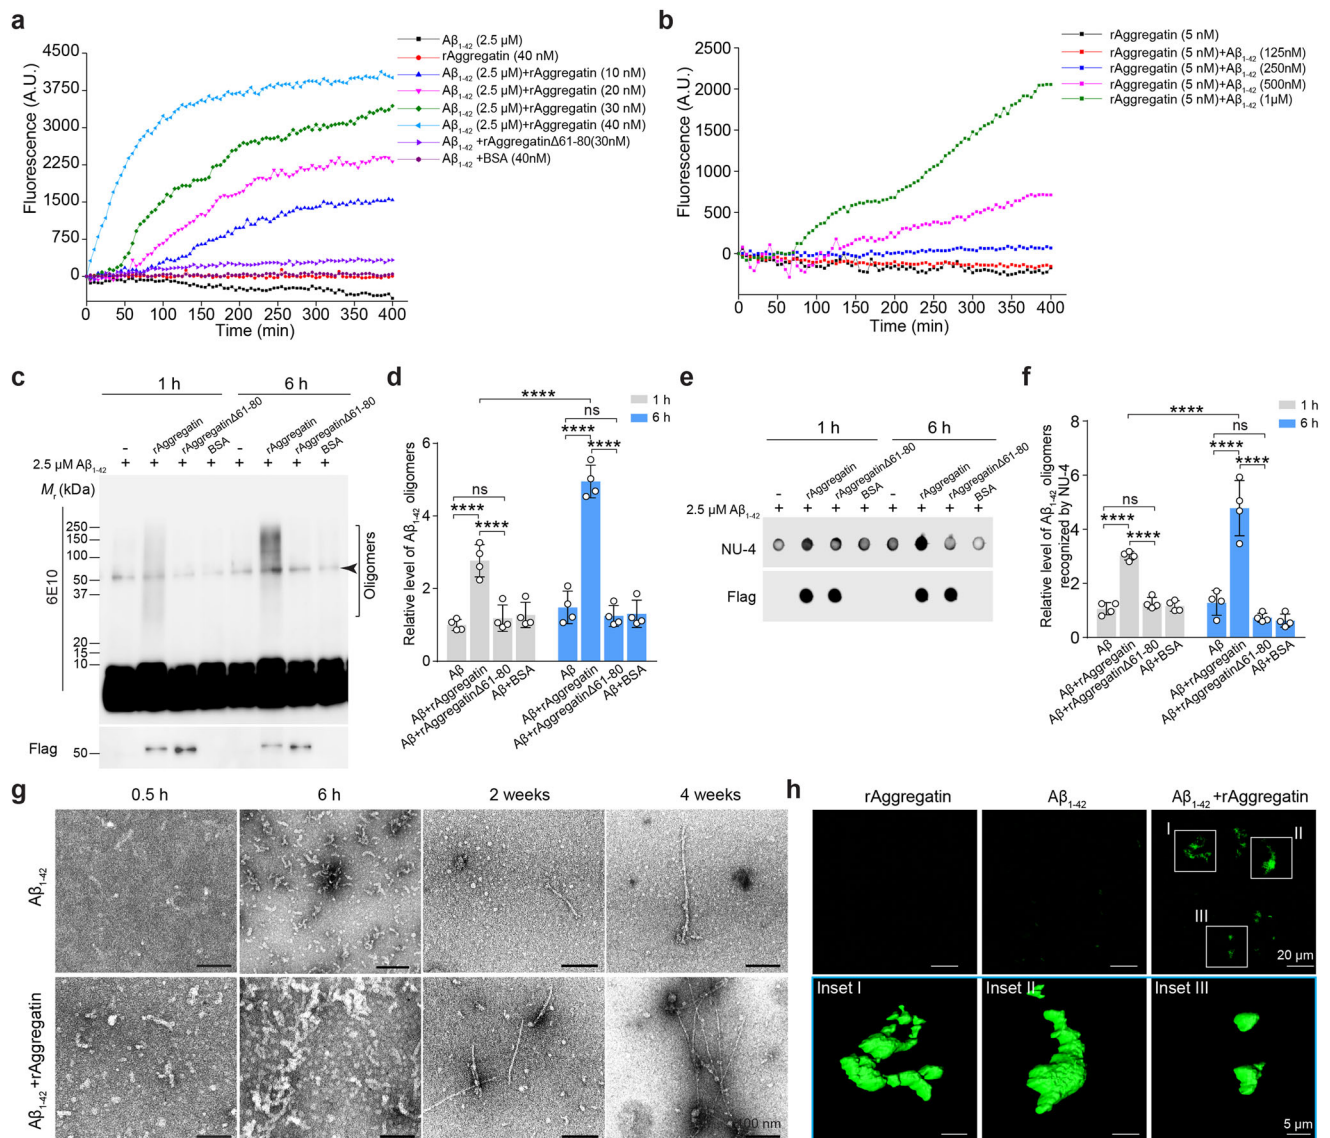 a
Fluorescence (A.U.)
4500
3750
3000
2250
1500
750
0
0 50 100 150 200 250 300 350 400
Time (min)
Aβ1-42 (2.5 µM)
rAggregatin (40 nM)
Aβ1-42 (2.5 µM)+rAggregatin (10 nM)
Aβ1-42 (2.5 µM)+rAggregatin (20 nM)
Aβ1-42 (2.5 µM)+rAggregatin (30 nM)
Aβ1-42 (2.5 µM)+rAggregatin (40 nM)
Aβ1-42 +rAggregatinΔ61-80(30nM)
Aβ1-42 +BSA (40nM)
b
Fluorescence (A.U.)
2500
2000
1500
1000
500
0
0 50 100 150 200 250 300 350 400
Time (min)
rAggregatin (5 nM)
rAggregatin (5 nM)+Aβ1-42 (125nM)
rAggregatin (5 nM)+Aβ1-42 (250nM)
rAggregatin (5 nM)+Aβ1-42 (500nM)
rAggregatin (5 nM)+Aβ1-42 (1µM)
c
1 h 6 h
- rAggregatin rAggregatinΔ61-80 BSA - rAggregatin rAggregatinΔ61-80 BSA
2.5 µM Aβ1-42 + + + + + + + +
Mr (kDa)
250
150
100
50
37
20
15
10
6E10
Oligomers
Flag
50
d
Relative level of Aβ1-42 oligomers
6
4
2
0
1 h
6 h
****
ns
**** ****
ns
**** ****
Aβ
Aβ+rAggregatin
Aβ+rAggregatinΔ61-80
Aβ+BSA
Aβ
Aβ+rAggregatin
Aβ+rAggregatinΔ61-80
Aβ+BSA
e
1 h 6 h
- rAggregatin rAggregatinΔ61-80 BSA - rAggregatin rAggregatinΔ61-80 BSA
2.5 µM Aβ1-42 + + + + + + + +
NU-4
Flag
f
Relative level of Aβ1-42 oligomers
recognized by NU-4
8
6
4
2
0
1 h
6 h
****
ns
**** ****
ns
**** ****
Aβ
Aβ+rAggregatin
Aβ+rAggregatinΔ61-80
Aβ+BSA
Aβ
Aβ+rAggregatin
Aβ+rAggregatinΔ61-80
Aβ+BSA
g
0.5 h 6 h 2 weeks 4 weeks
Aβ1-42
Aβ1-42 +rAggregatin
100 nm
h
rAggregatin Aβ1-42 Aβ1-42 +rAggregatin
I
II
III
20 µm
Inset I Inset II Inset III
5 µm